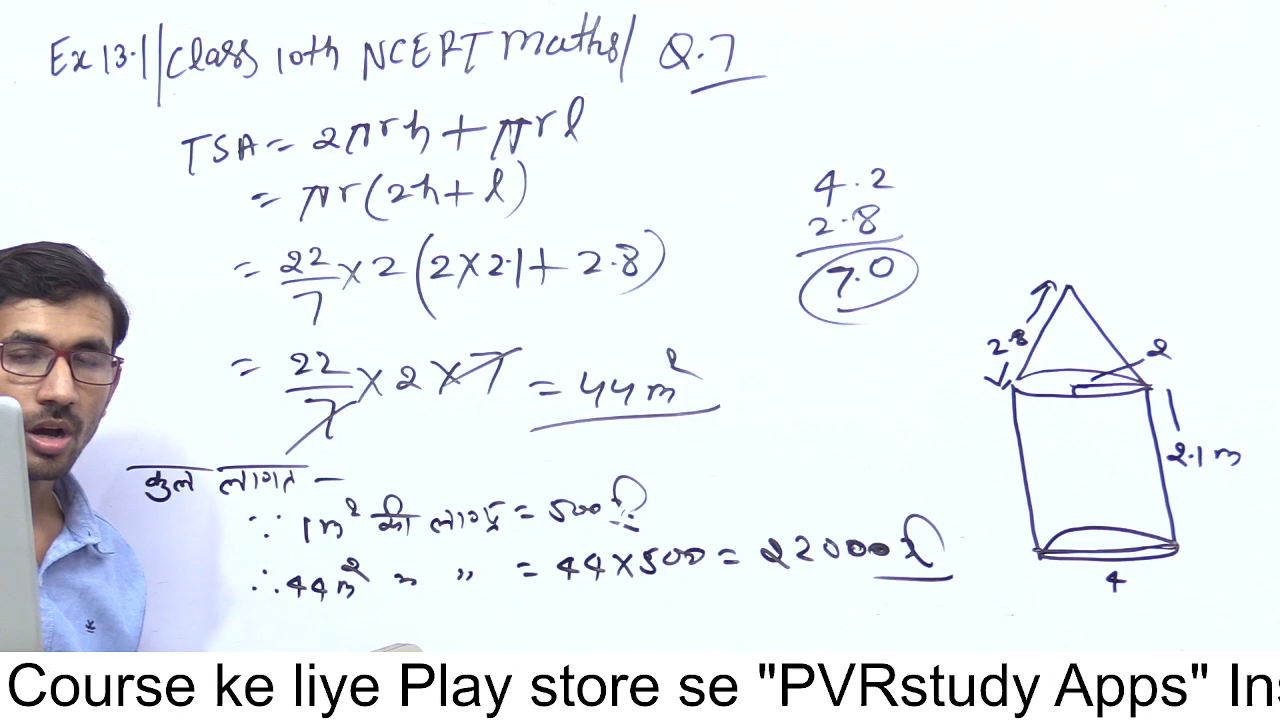 Ex 13.1 | class 10th NCERT maths / Q.7
TSA = 2πrh + πrl
= πr(2h + l)
= 22/7 × 2 (2×2.1 + 2.8)
= 22/7 × 2 × 7 = 44m²
4.2
2.8
7.0
2.8
2
2.1 m
4
कुल लागत —
∵ 1m² की लागत = 500₹
∴ 44m² " " = 44×500 = 22000₹
Course ke liye Play store se "PVRstudy Apps" Ins